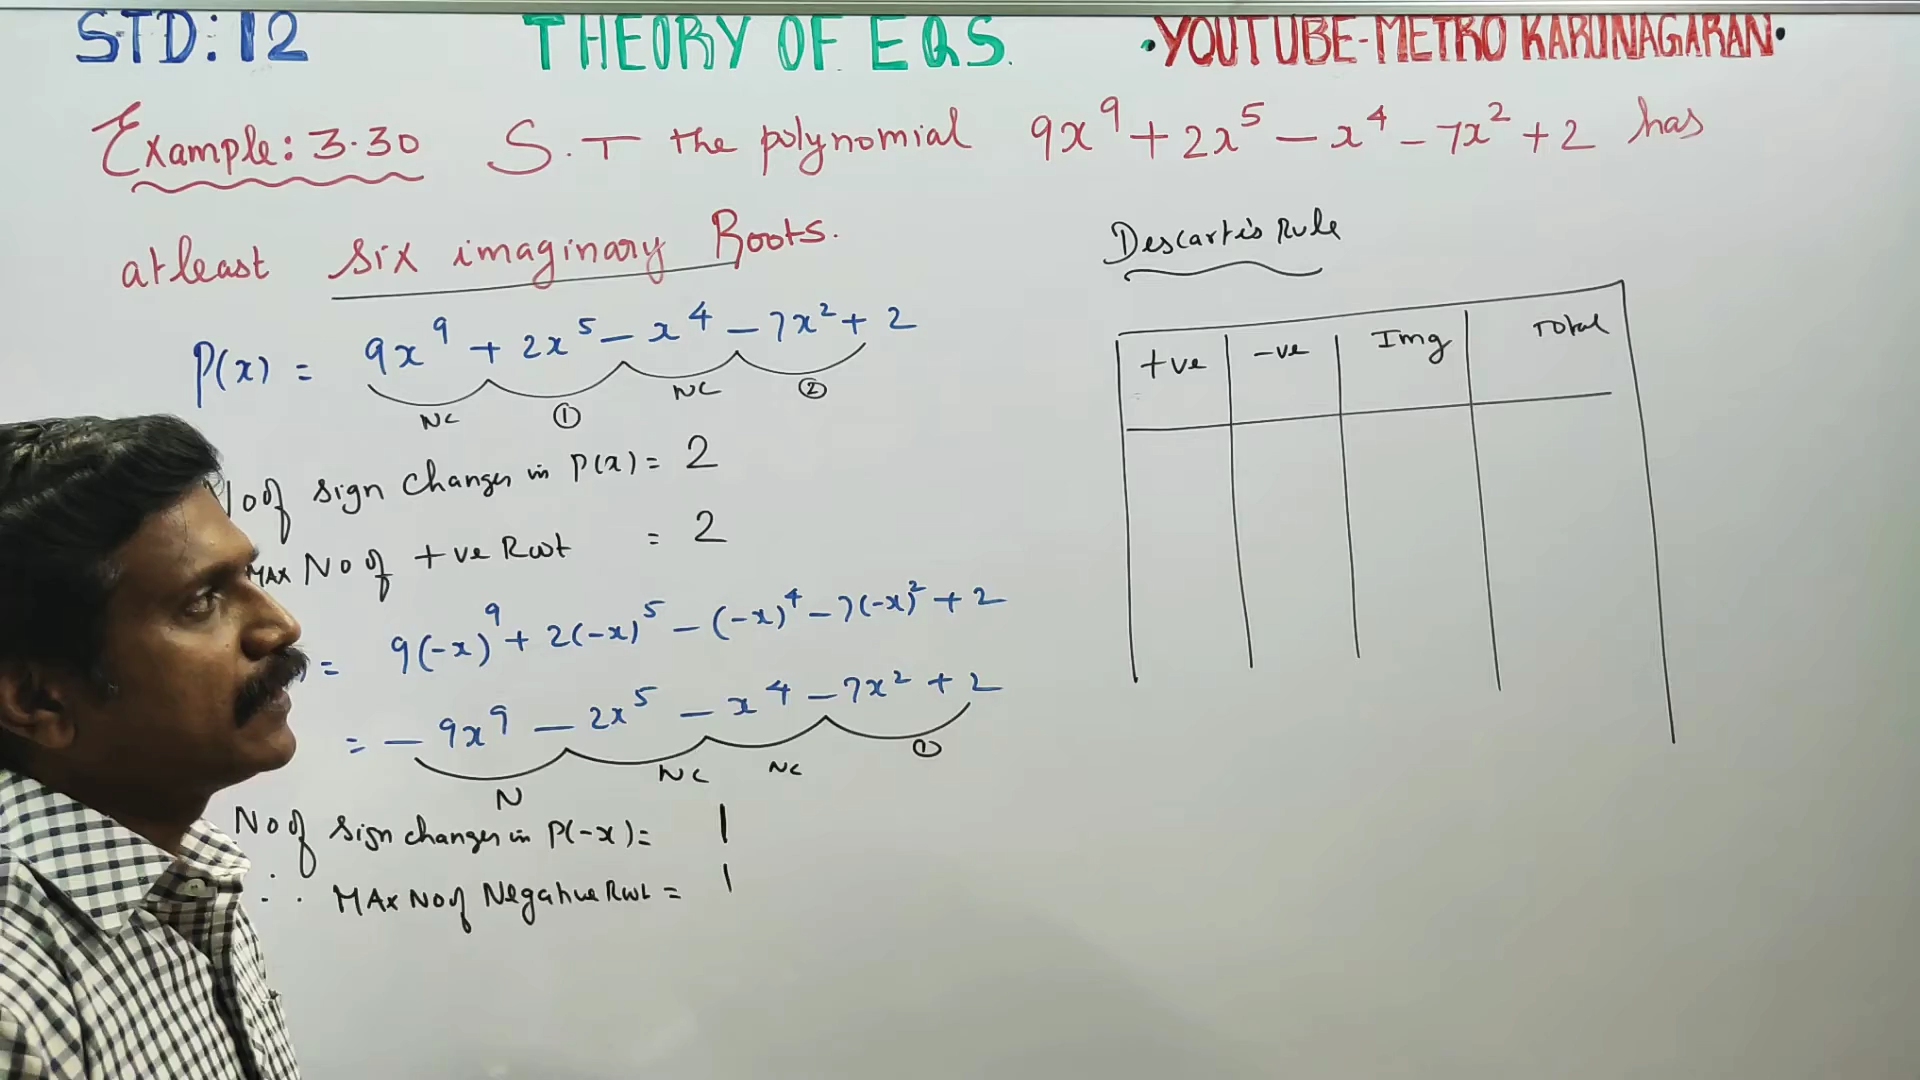 STD: 12 THEORY OF EQS. •YOUTUBE-METRO KARUNAGARAN•
Example: 3.30 S.T the polynomial 9x⁹ + 2x⁵ − x⁴ − 7x² + 2 has
atleast six imaginary Roots.
Descarte's Rule
P(x) = 9x⁹ + 2x⁵ − x⁴ − 7x² + 2
NC ① NC ②
+ve −ve Img Total
No of sign changes in P(x) = 2
MAX No of +ve Root = 2
= 9(−x)⁹ + 2(−x)⁵ − (−x)⁴ − 7(−x)² + 2
= − 9x⁹ − 2x⁵ − x⁴ − 7x² + 2
N NC NC ①
No of sign changes in P(−x) = 1
∴ MAX No of Negative Root = 1